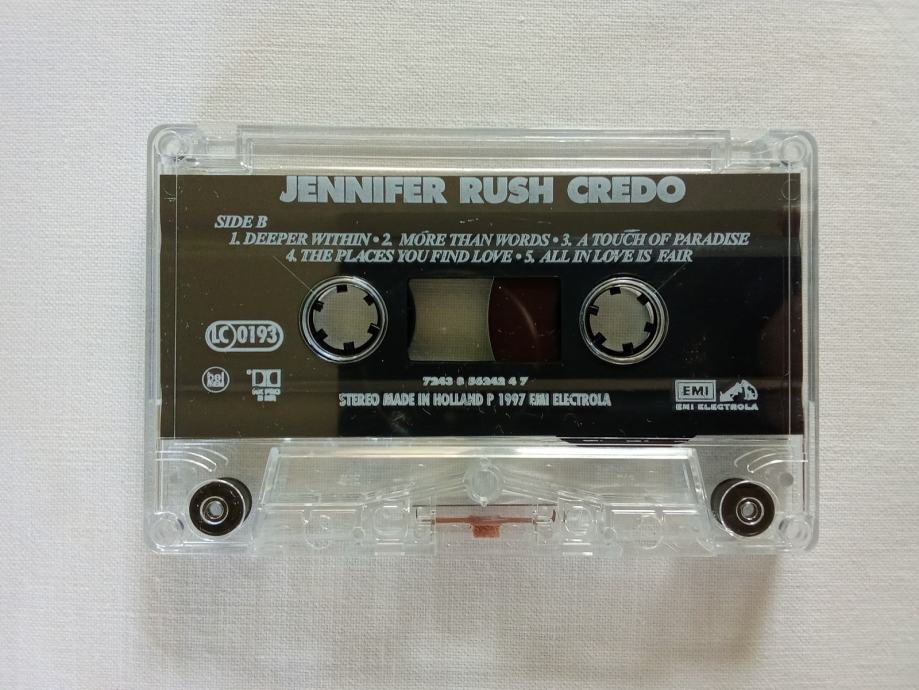 JENNIFER RUSH CREDO
SIDE B
1. DEEPER WITHIN • 2. MORE THAN WORDS • 3. A TOUCH OF PARADISE
4. THE PLACES YOU FIND LOVE • 5. ALL IN LOVE IS FAIR
LC 0193
7243 8 56242 4 7
STEREO MADE IN HOLLAND P 1997 EMI ELECTROLA
EMI
EMI ELECTROLA